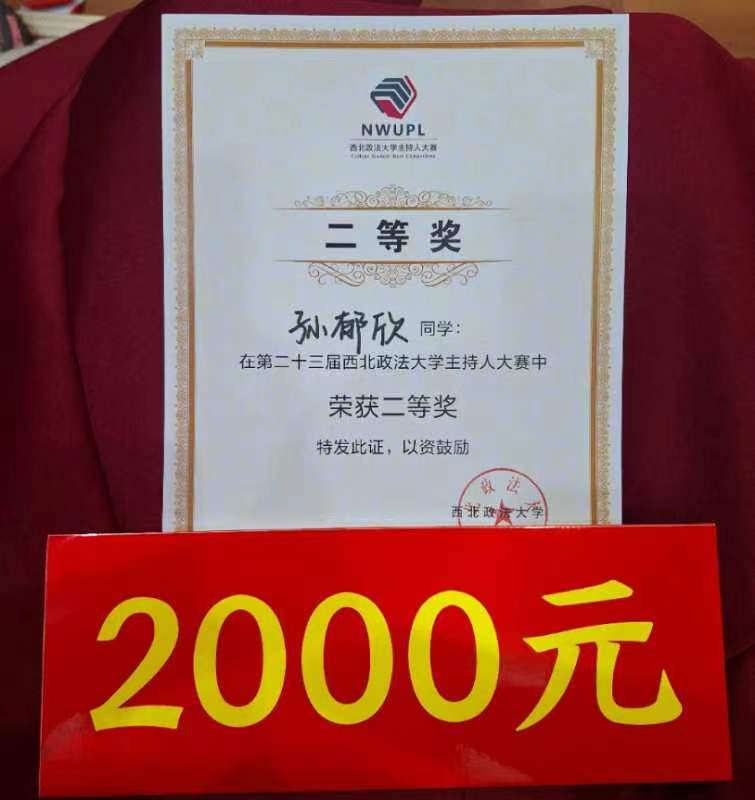 NWUPL
西北政法大学主持人大赛
二等奖
孙郁欣 同学：
在第二十三届西北政法大学主持人大赛中
荣获二等奖
特发此证，以资鼓励
西北政法大学
2000元